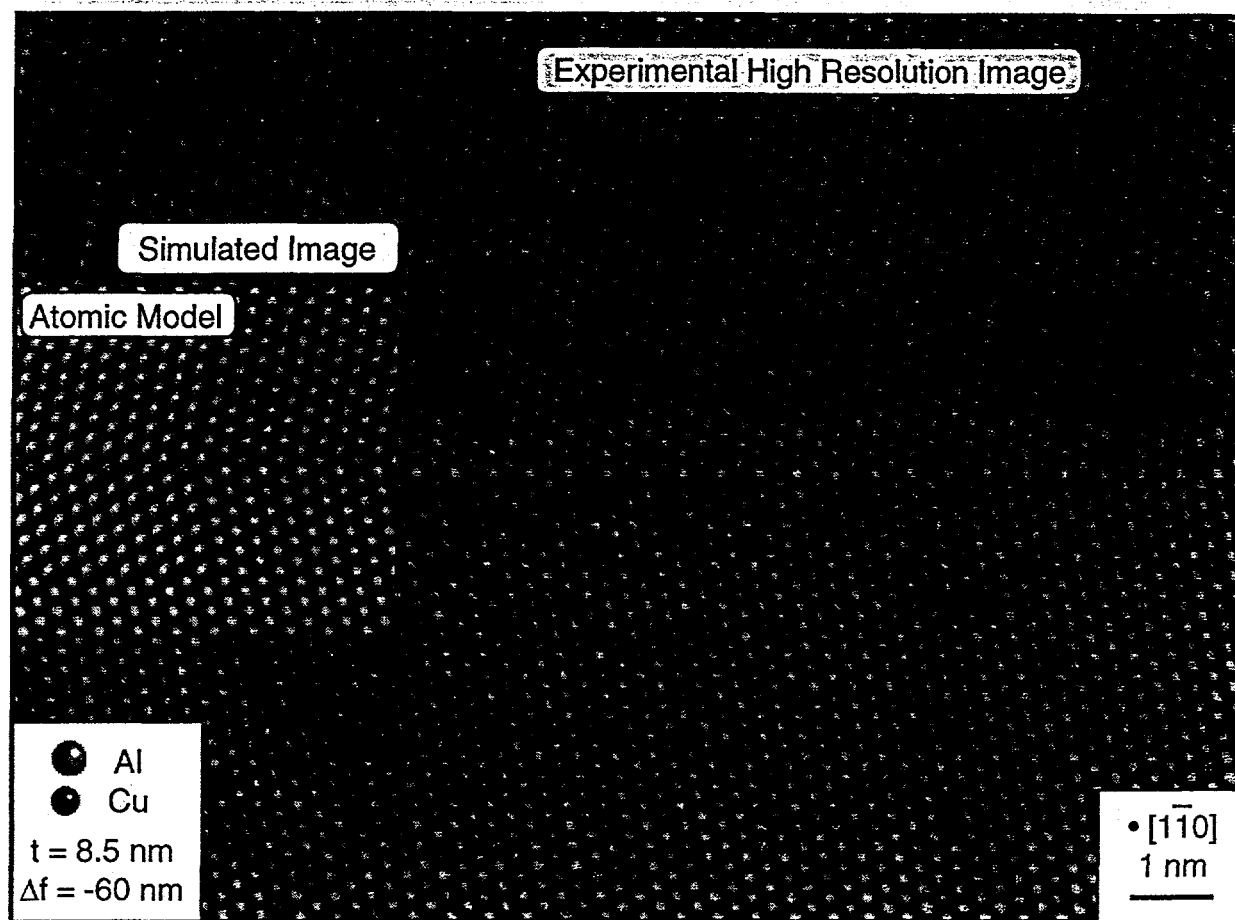 Experimental High Resolution Image
Simulated Image
Atomic Model
Al
Cu
t = 8.5 nm
Δf = -60 nm
• [11̅0]
1 nm